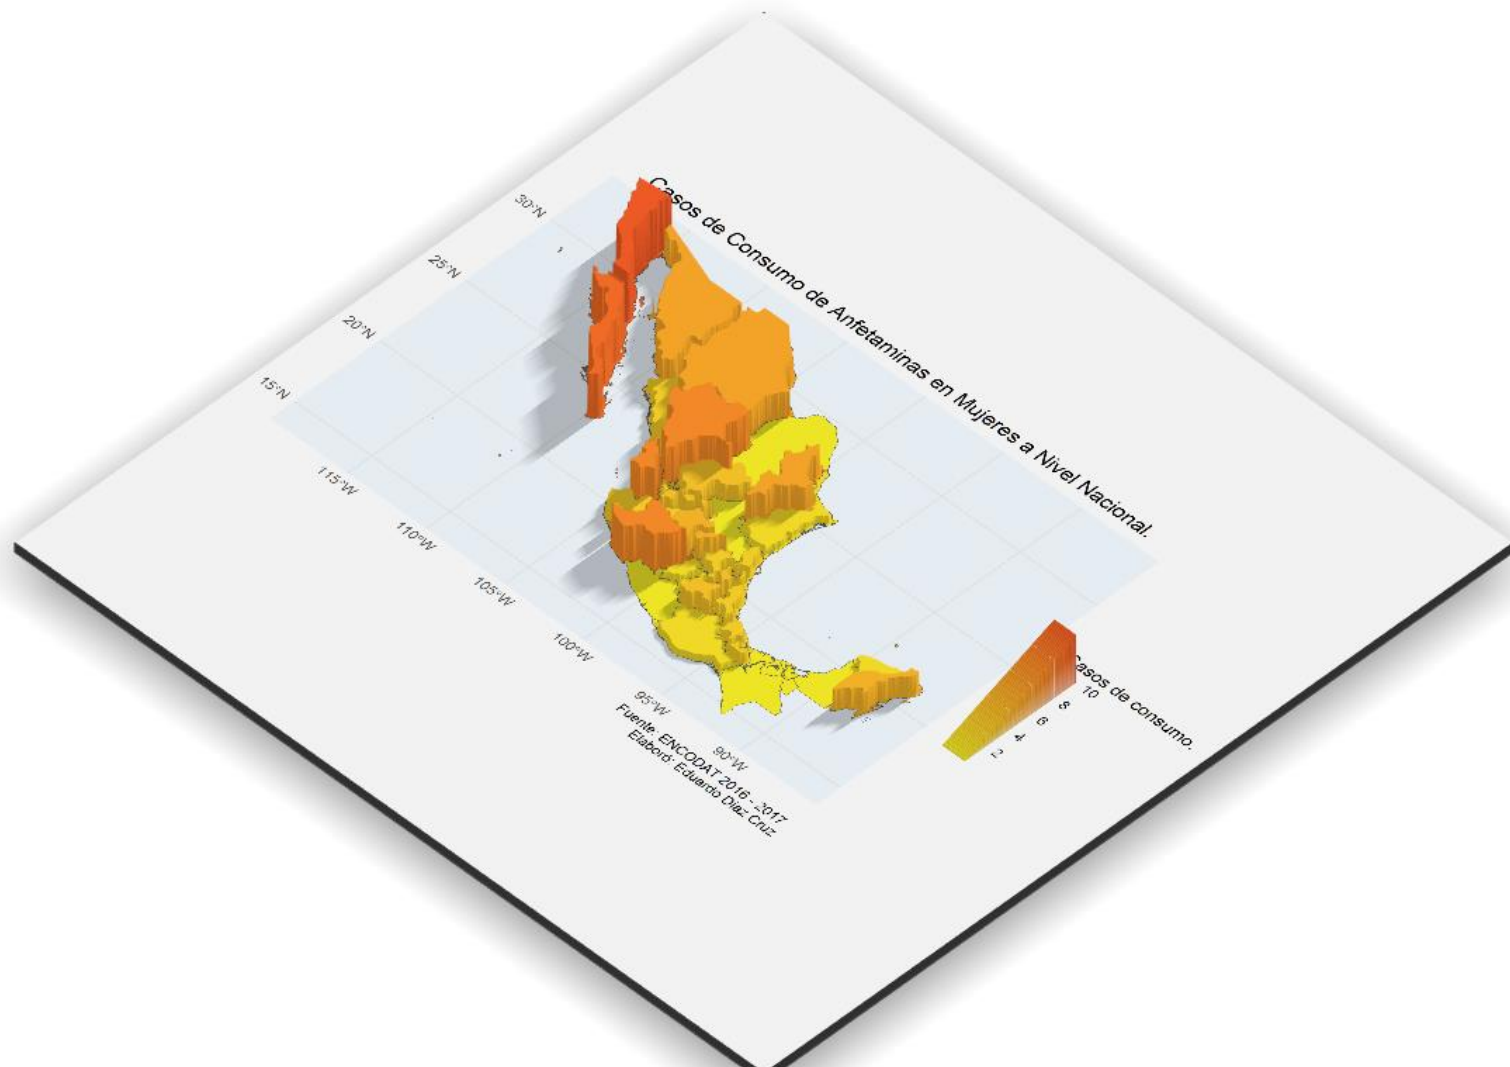 Casos de Consumo de Anfetaminas en Mujeres a Nivel Nacional.
30°N
25°N
20°N
15°N
115°W
110°W
105°W
100°W
95°W
90°W
Casos de consumo.
10
8
6
4
2
Fuente: ENCODAT 2016 - 2017
Elaboró: Eduardo Díaz Cruz